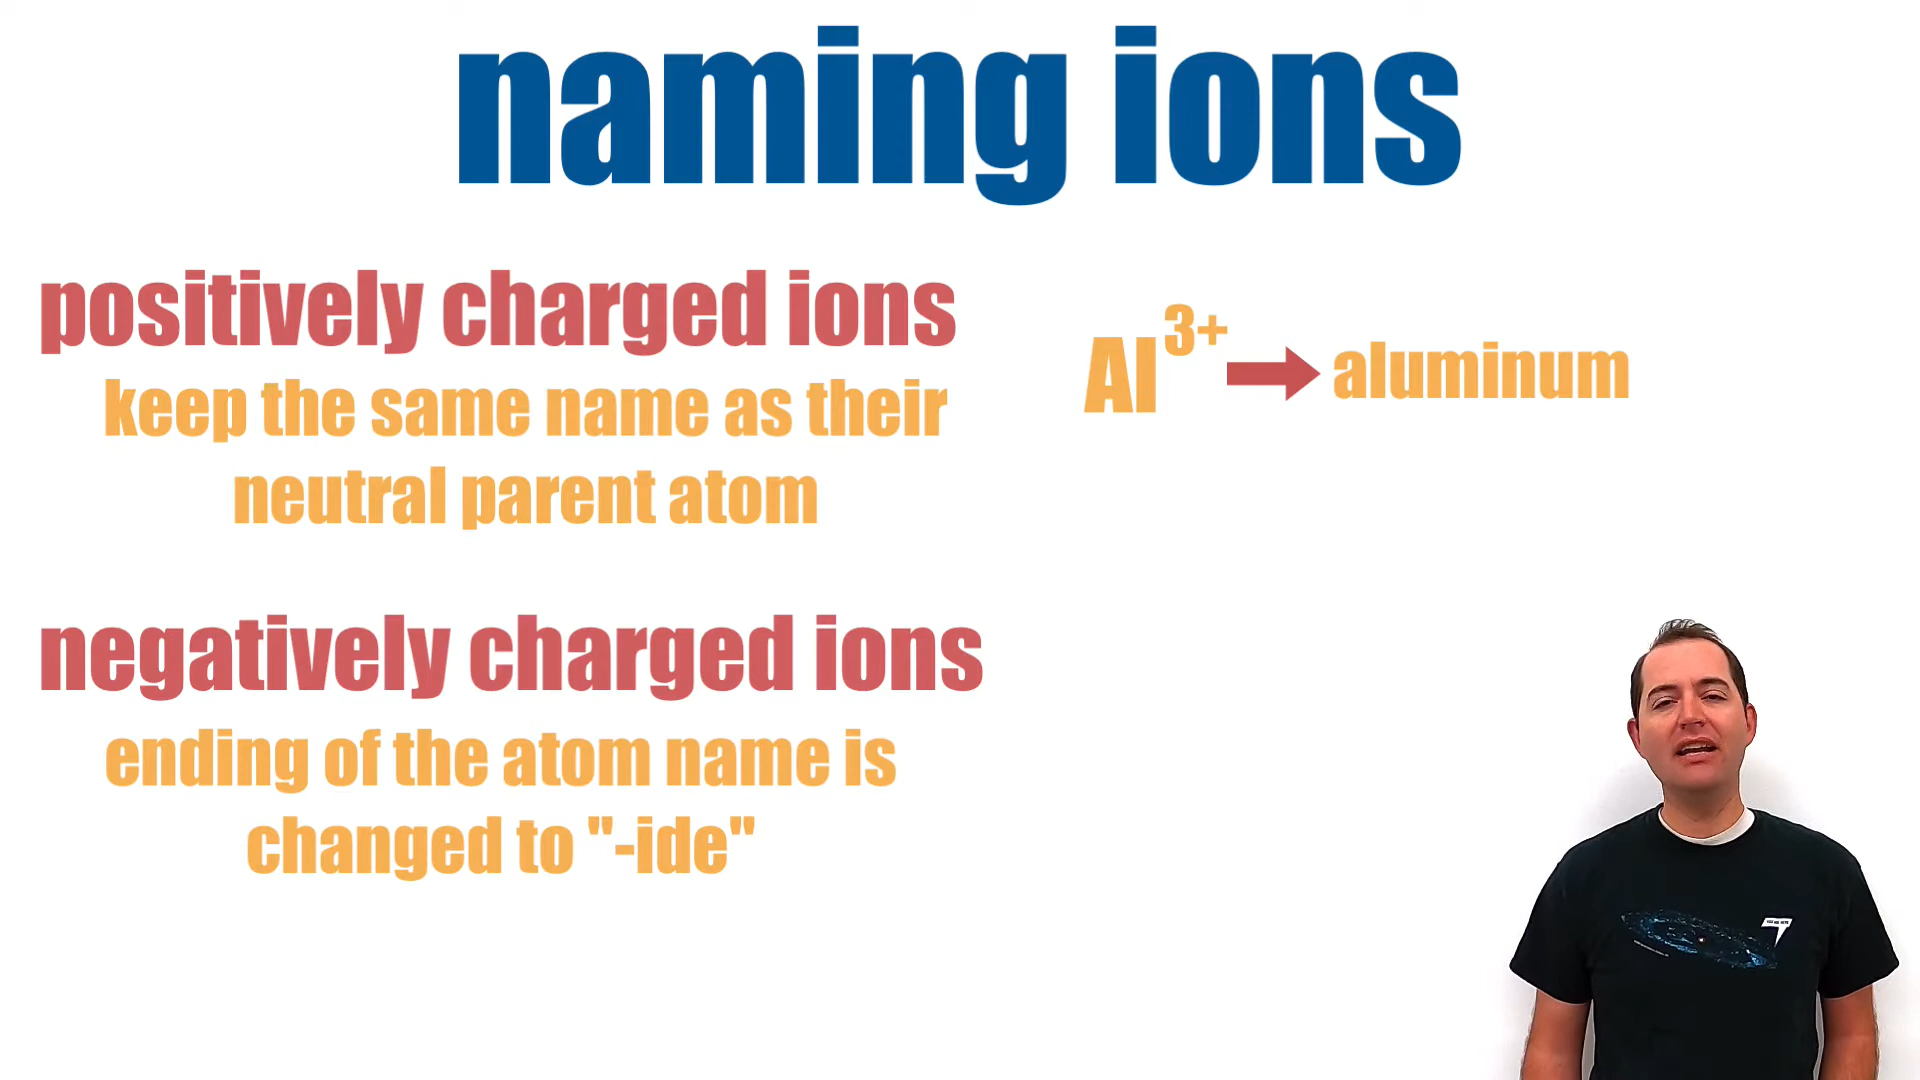 naming ions
positively charged ions
keep the same name as their
neutral parent atom
Al³⁺ → aluminum
negatively charged ions
ending of the atom name is
changed to "-ide"